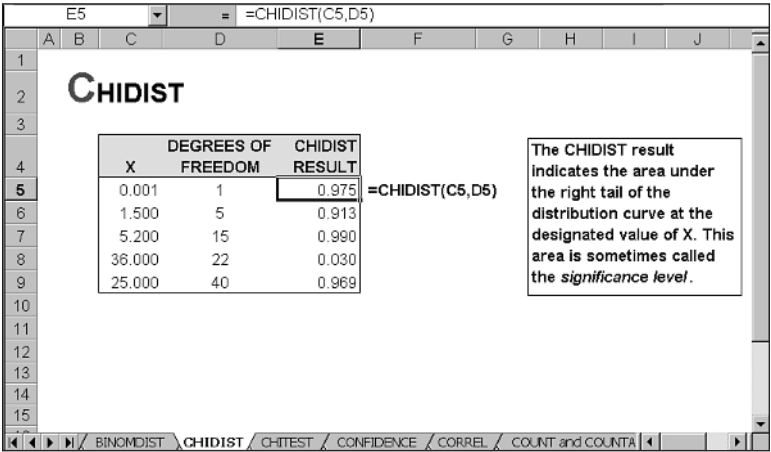 E5 = =CHIDIST(C5,D5)
A B C D E F G H I J
1
2 CHIDIST
3
DEGREES OF CHIDIST
4 X FREEDOM RESULT
5 0.001 1 0.975 =CHIDIST(C5,D5)
6 1.500 5 0.913
7 5.200 15 0.990
8 36.000 22 0.030
9 25.000 40 0.969
10
11
12
13
14
15
The CHIDIST result
indicates the area under
the right tail of the
distribution curve at the
designated value of X. This
area is sometimes called
the significance level.
BINOMDIST CHIDIST CHITEST CONFIDENCE CORREL COUNT and COUNTA